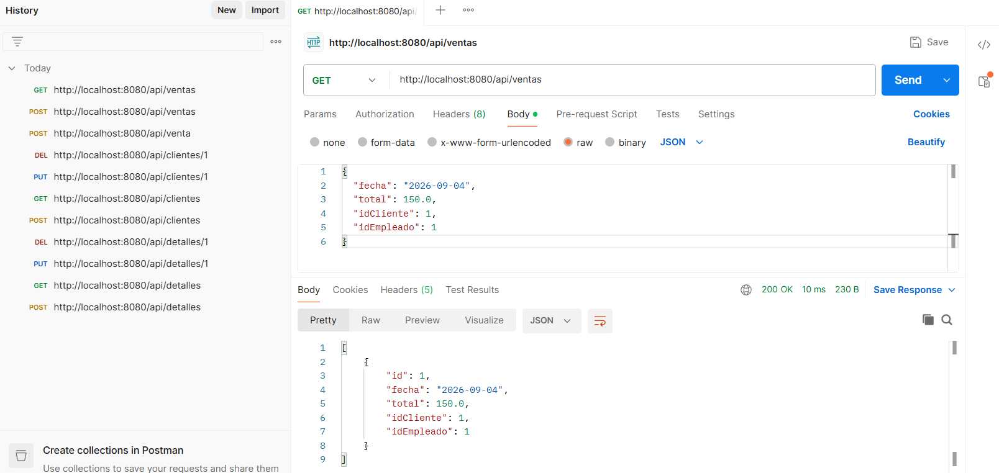 History
New
Import
Today
GET http://localhost:8080/api/ventas
POST http://localhost:8080/api/ventas
POST http://localhost:8080/api/venta
DEL http://localhost:8080/api/clientes/1
PUT http://localhost:8080/api/clientes/1
GET http://localhost:8080/api/clientes
POST http://localhost:8080/api/clientes
DEL http://localhost:8080/api/detalles/1
PUT http://localhost:8080/api/detalles/1
GET http://localhost:8080/api/detalles
POST http://localhost:8080/api/detalles
Create collections in Postman
Use collections to save your requests and share them
GET http://localhost:8080/api/
HTTP http://localhost:8080/api/ventas
Save
GET http://localhost:8080/api/ventas
Send
Params Authorization Headers (8) Body Pre-request Script Tests Settings
Cookies
none form-data x-www-form-urlencoded raw binary JSON
Beautify
1 {
2 "fecha": "2026-09-04",
3 "total": 150.0,
4 "idCliente": 1,
5 "idEmpleado": 1
6 }
Body Cookies Headers (5) Test Results
200 OK 10 ms 230 B Save Response
Pretty Raw Preview Visualize JSON
1 [
2 {
3 "id": 1,
4 "fecha": "2026-09-04",
5 "total": 150.0,
6 "idCliente": 1,
7 "idEmpleado": 1
8 }
9 ]